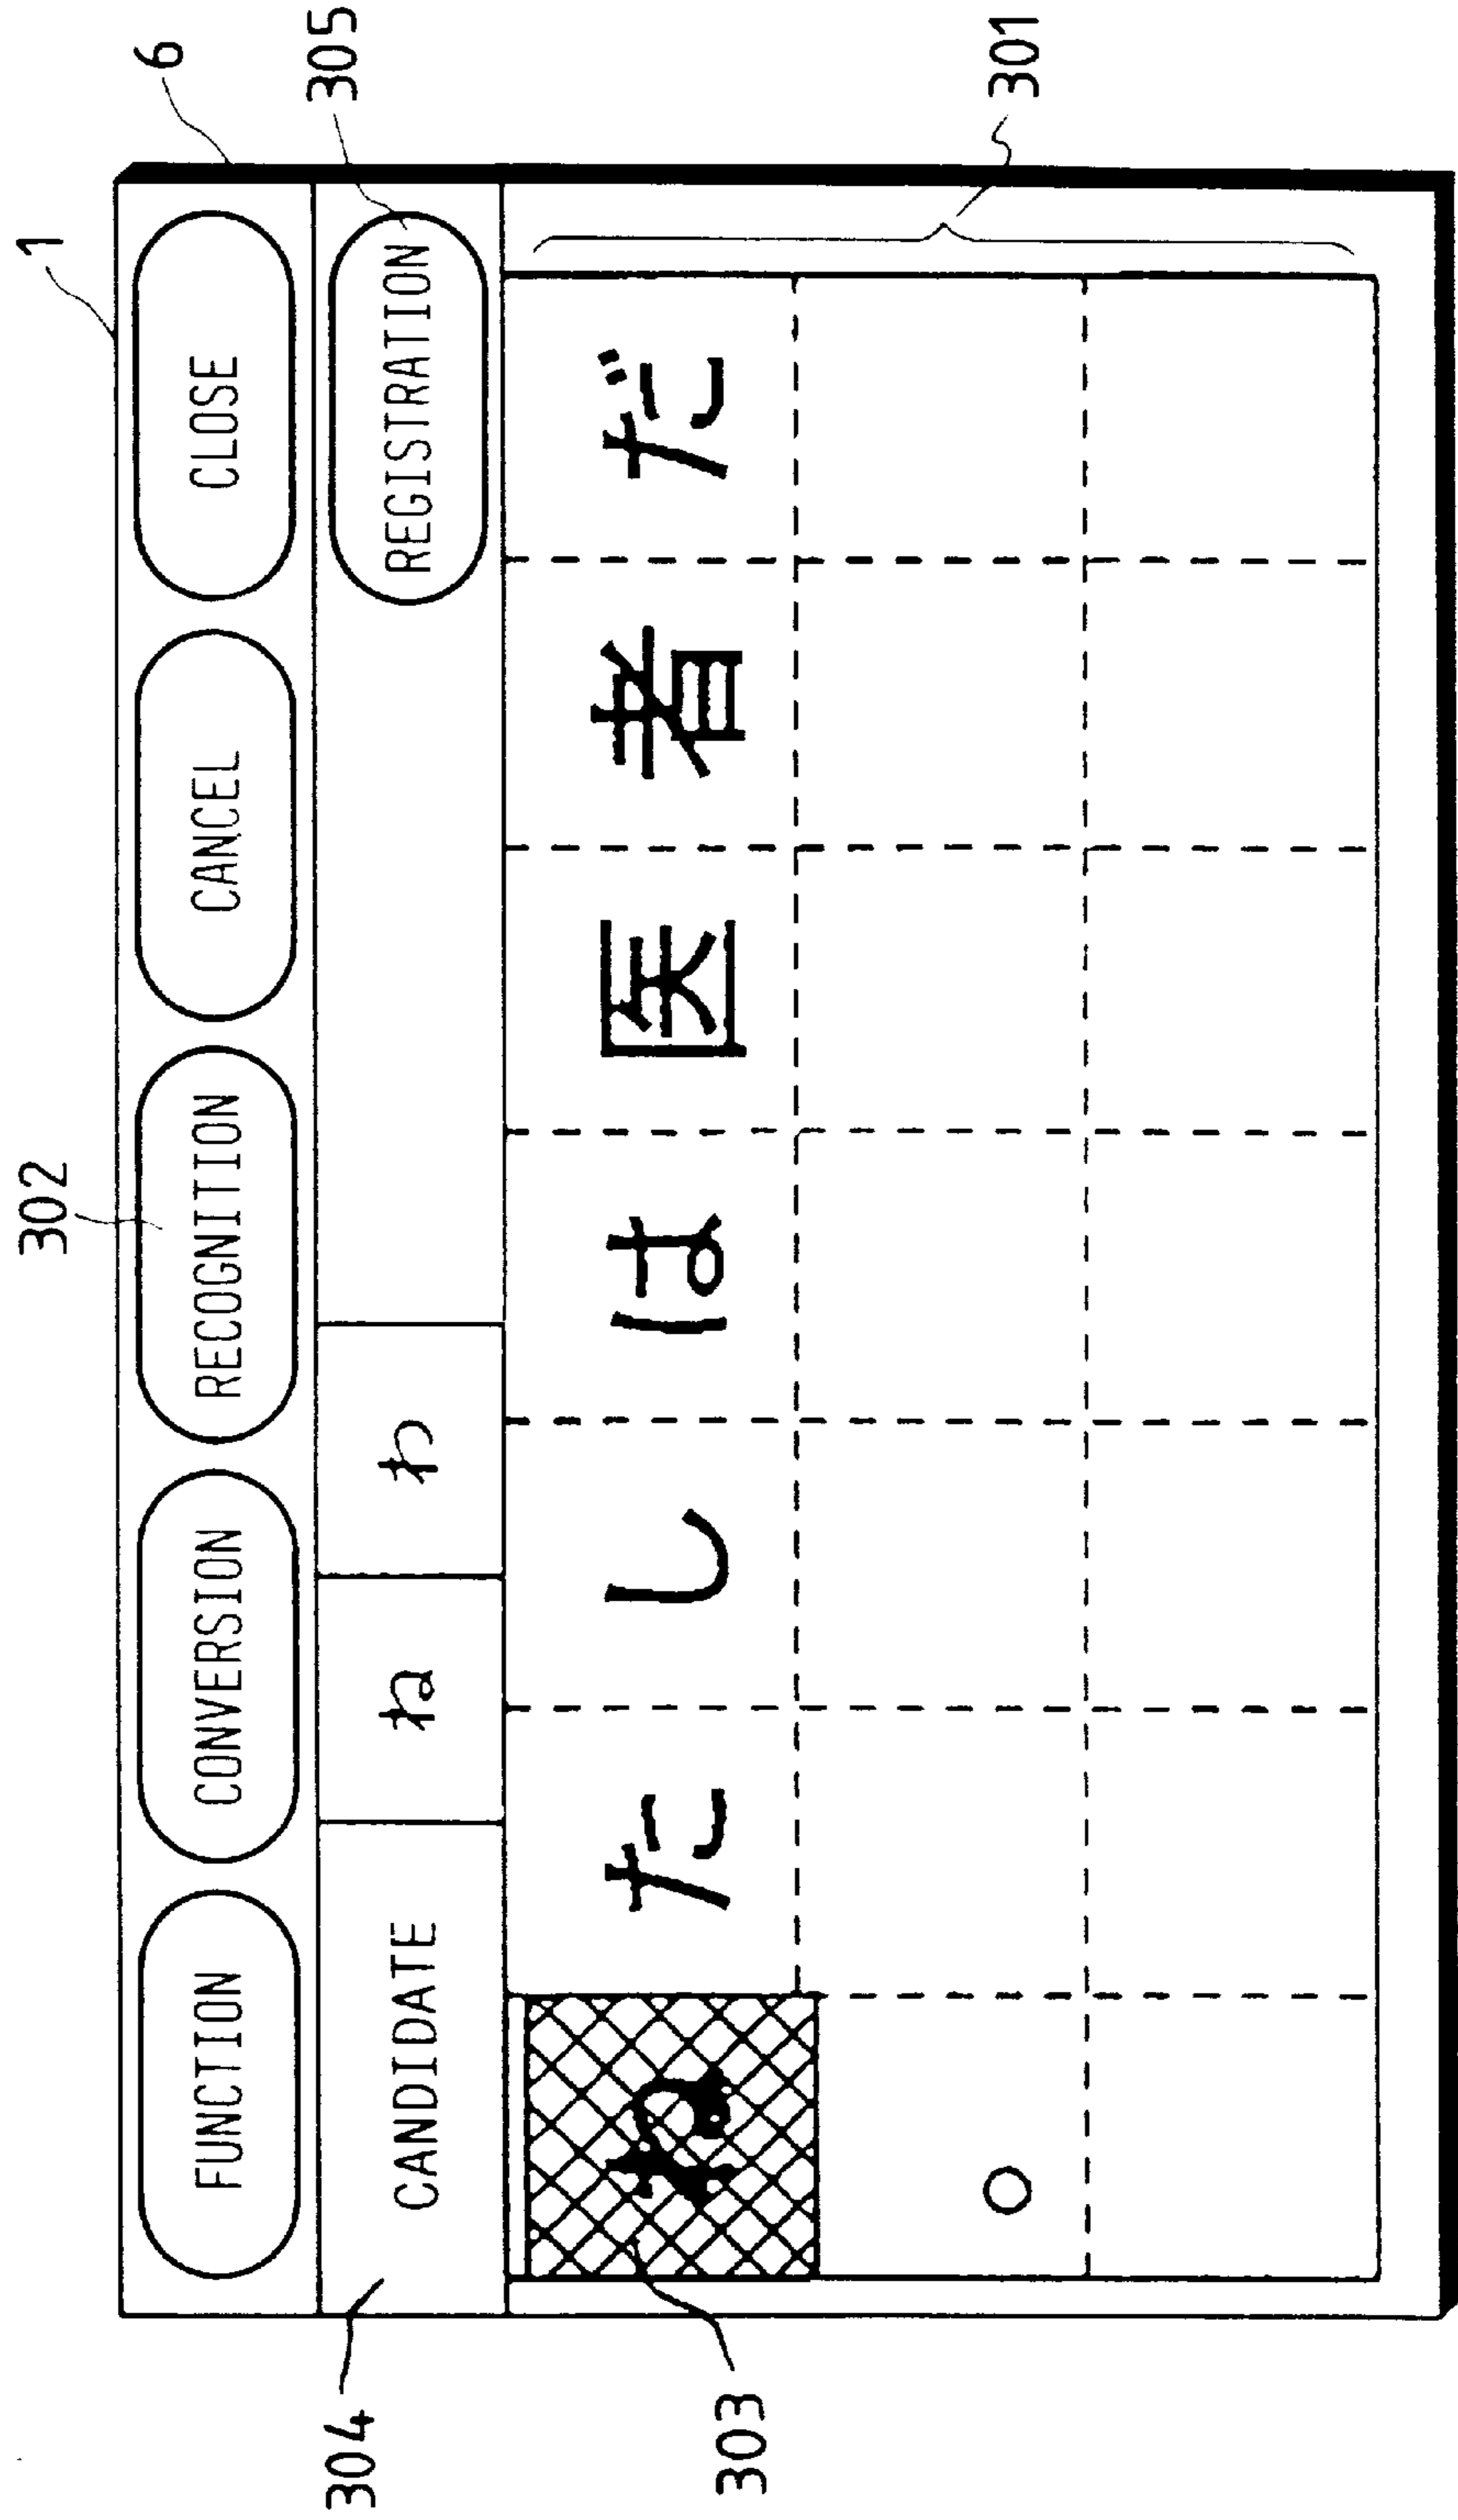 302 1
6
FUNCTION CONVERSION RECOGNITION CANCEL CLOSE
305
304 CANDIDATE ね わ REGISTRATION
たしは医者だ
303
301
。